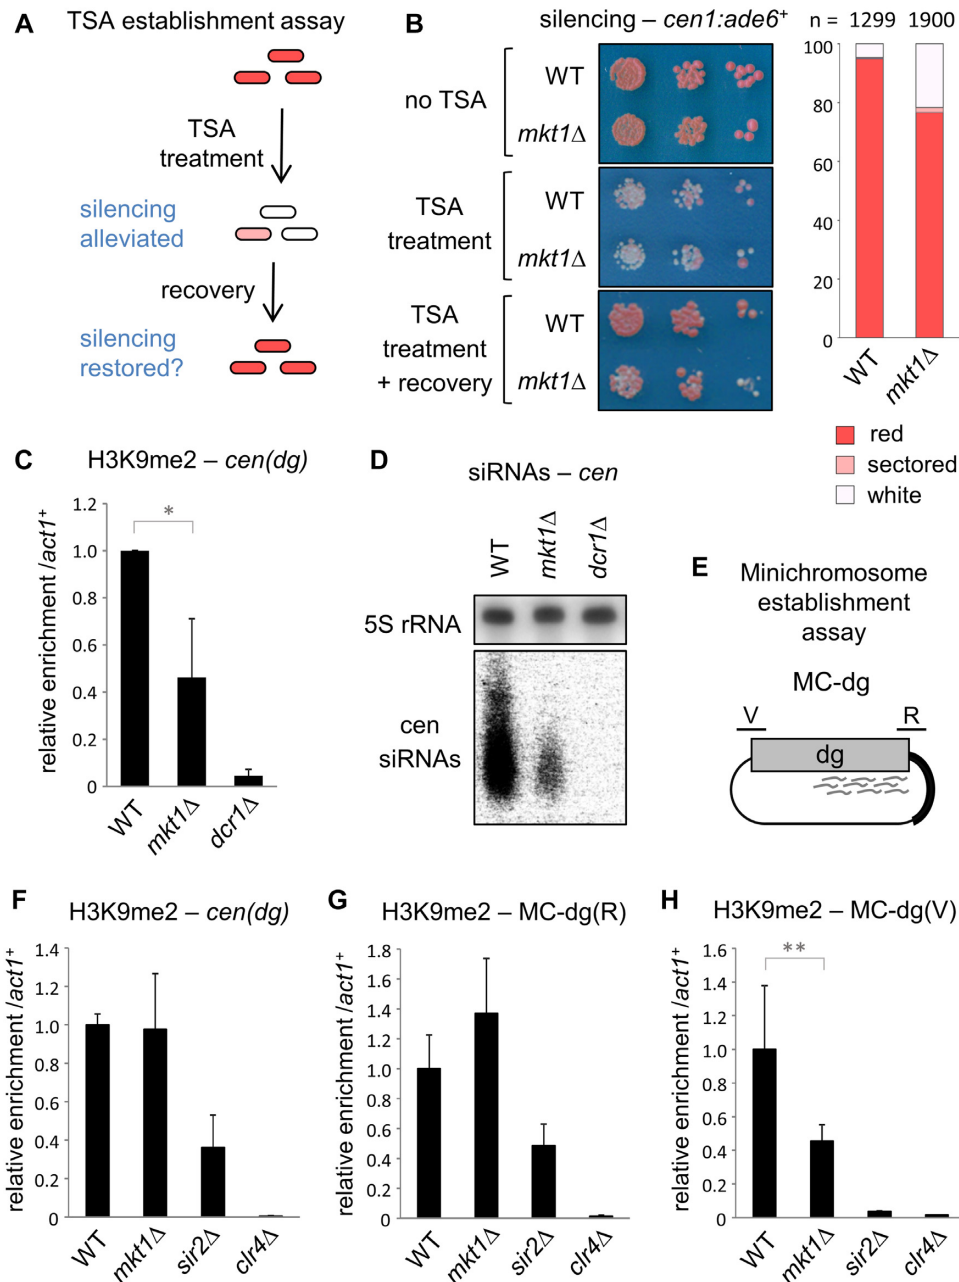 A TSA establishment assay
TSA
treatment
silencing
alleviated
recovery
silencing
restored?
B silencing – cen1:ade6⁺
no TSA
WT
mkt1Δ
TSA
treatment
WT
mkt1Δ
TSA
treatment
+ recovery
WT
mkt1Δ
n = 1299 1900
100
80
60
40
20
0
WT
mkt1Δ
red
sectored
white
C H3K9me2 – cen(dg)
relative enrichment /act1⁺
1.2
1.0
0.8
0.6
0.4
0.2
0
*
WT
mkt1Δ
dcr1Δ
D siRNAs – cen
WT
mkt1Δ
dcr1Δ
5S rRNA
cen
siRNAs
E Minichromosome
establishment
assay
MC-dg
V
R
dg
F H3K9me2 – cen(dg)
relative enrichment /act1⁺
1.4
1.2
1.0
0.8
0.6
0.4
0.2
0
WT
mkt1Δ
sir2Δ
clr4Δ
G H3K9me2 – MC-dg(R)
relative enrichment /act1⁺
1.8
1.6
1.4
1.2
1.0
0.8
0.6
0.4
0.2
0
WT
mkt1Δ
sir2Δ
clr4Δ
H H3K9me2 – MC-dg(V)
relative enrichment /act1⁺
1.6
1.4
1.2
1.0
0.8
0.6
0.4
0.2
0
**
WT
mkt1Δ
sir2Δ
clr4Δ